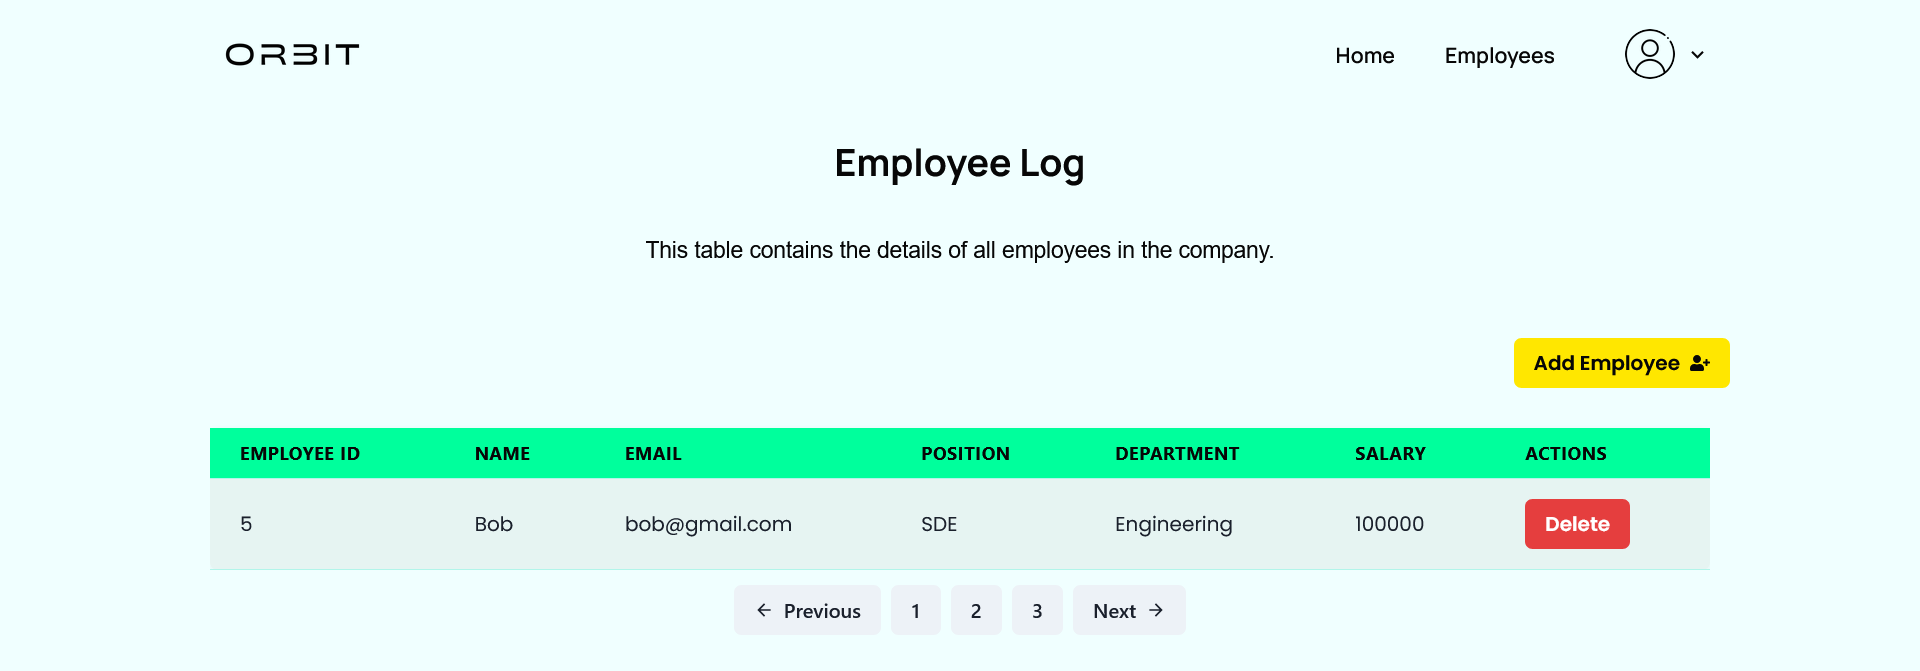 ORBIT Home Employees
Employee Log
This table contains the details of all employees in the company.
Add Employee
EMPLOYEE ID NAME EMAIL POSITION DEPARTMENT SALARY ACTIONS
5 Bob bob@gmail.com SDE Engineering 100000 Delete
Previous 1 2 3 Next